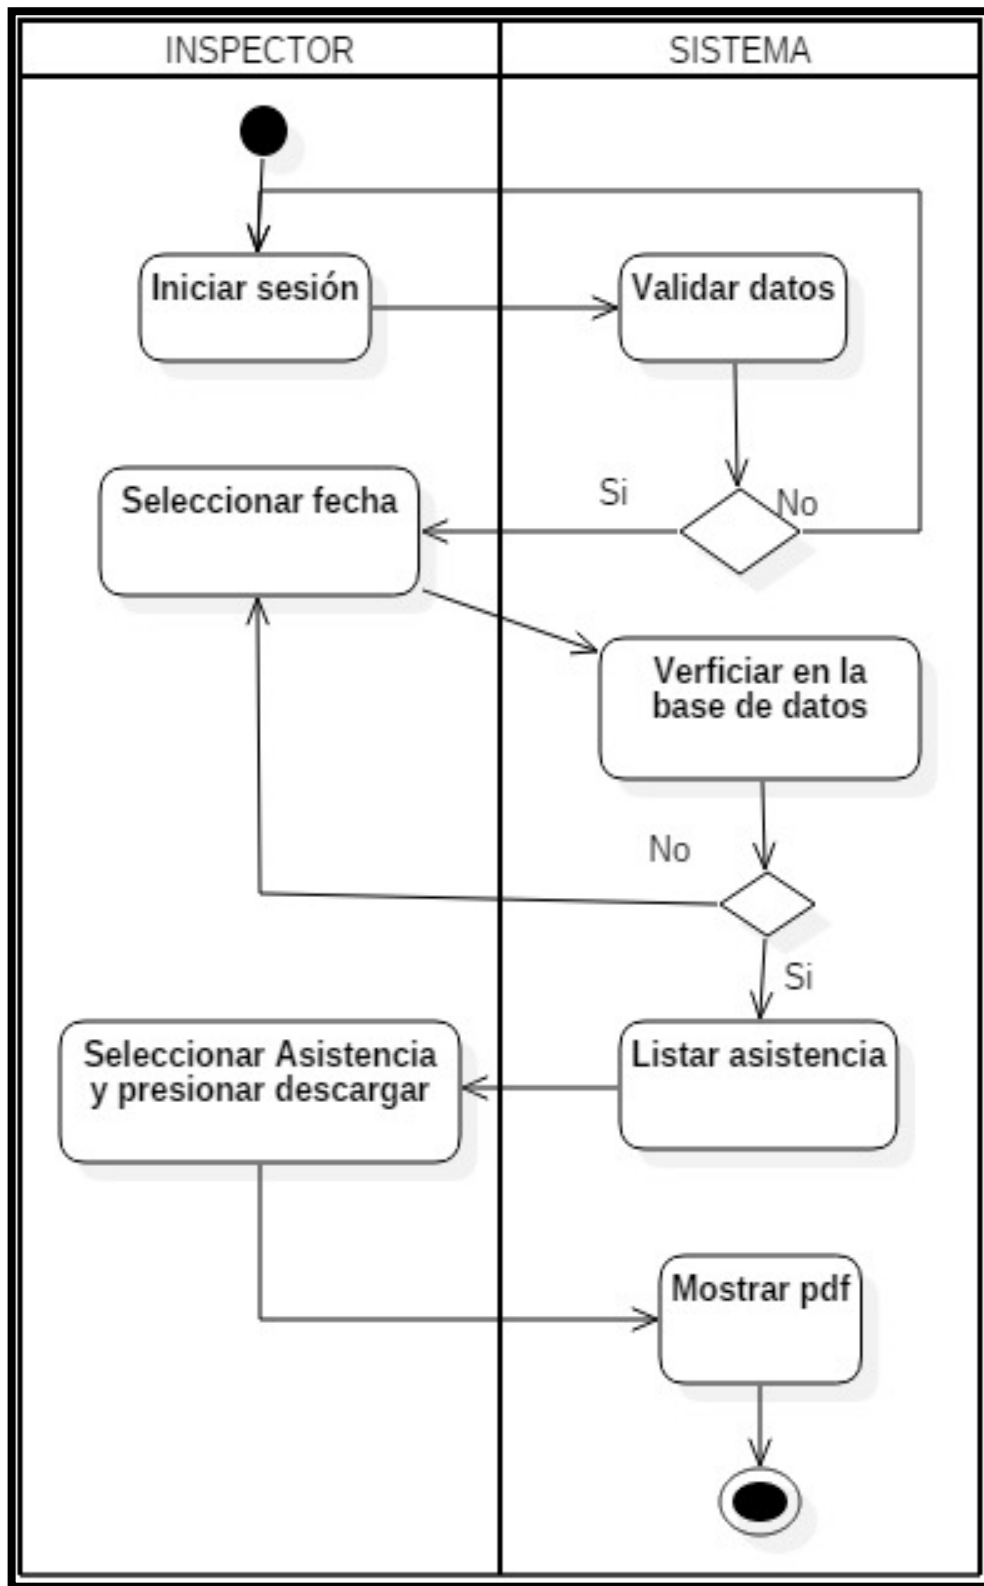 INSPECTOR
SISTEMA
Iniciar sesión
Validar datos
Si
No
Seleccionar fecha
Verficiar en la
base de datos
No
Si
Seleccionar Asistencia
y presionar descargar
Listar asistencia
Mostrar pdf